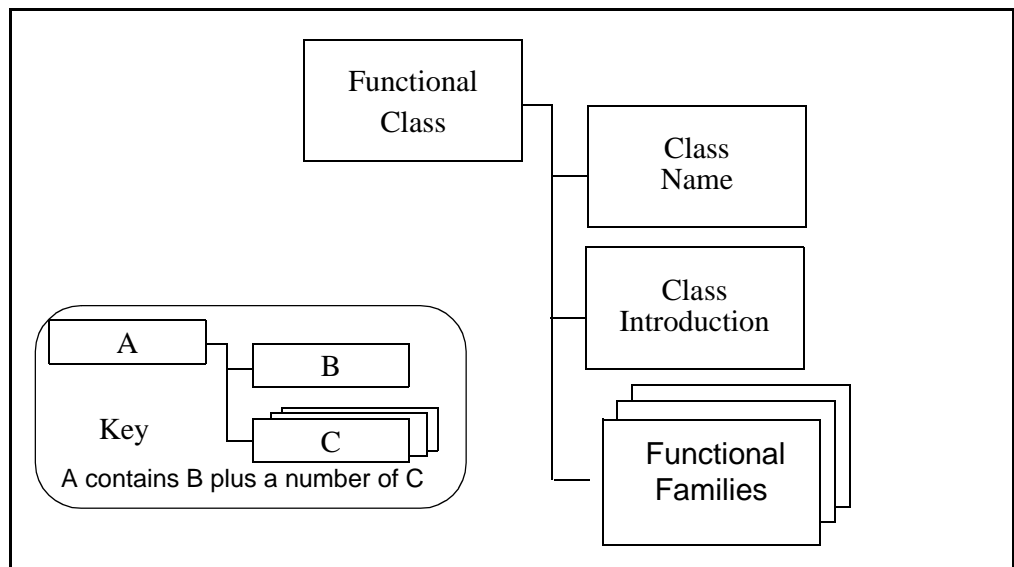 Functional
Class
Class
Name
Class
Introduction
Functional
Families
A
B
C
Key
A contains B plus a number of C